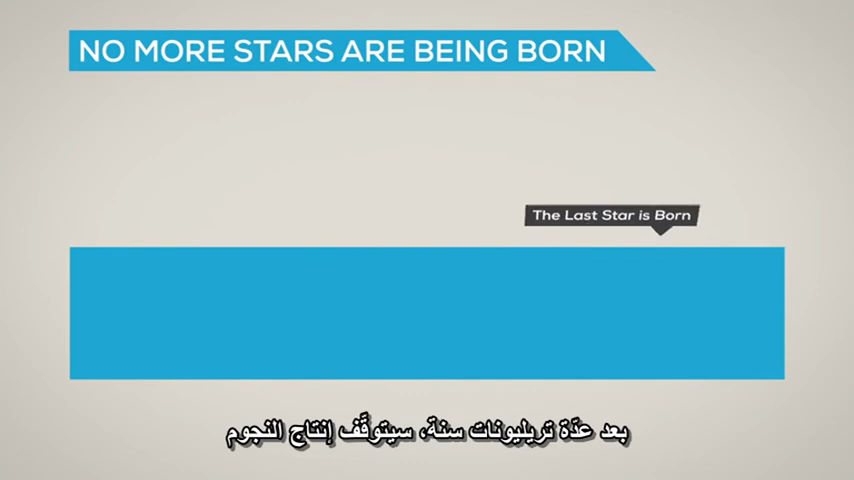 NO MORE STARS ARE BEING BORN
The Last Star is Born
بعد عدّة تريليونات سنة، سيتوقَّف إنتاج النجوم